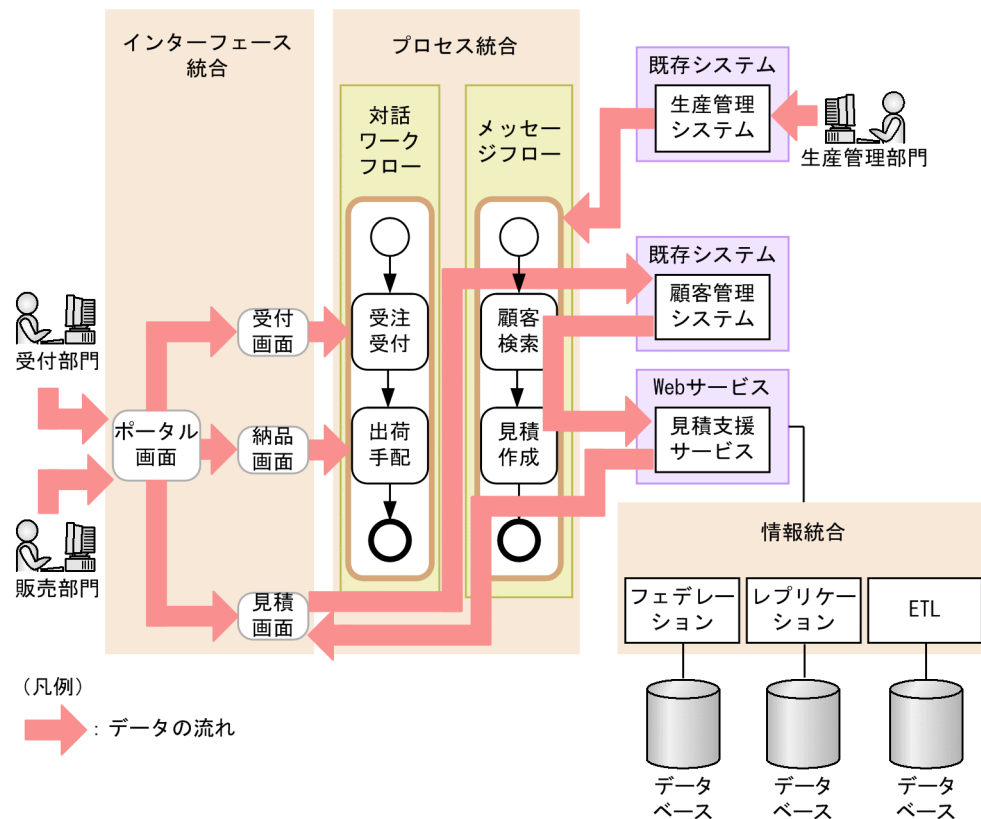 インターフェース
統合
プロセス統合
対話
ワーク
フロー
メッセー
ジフロー
既存システム
生産管理
システム
生産管理部門
既存システム
顧客管理
システム
受付部門
受付
画面
受注
受付
顧客
検索
Webサービス
見積支援
サービス
ポータル
画面
納品
画面
出荷
手配
見積
作成
販売部門
見積
画面
情報統合
フェデレー
ション
レプリケー
ション
ETL
(凡例)
：データの流れ
データ
ベース
データ
ベース
データ
ベース